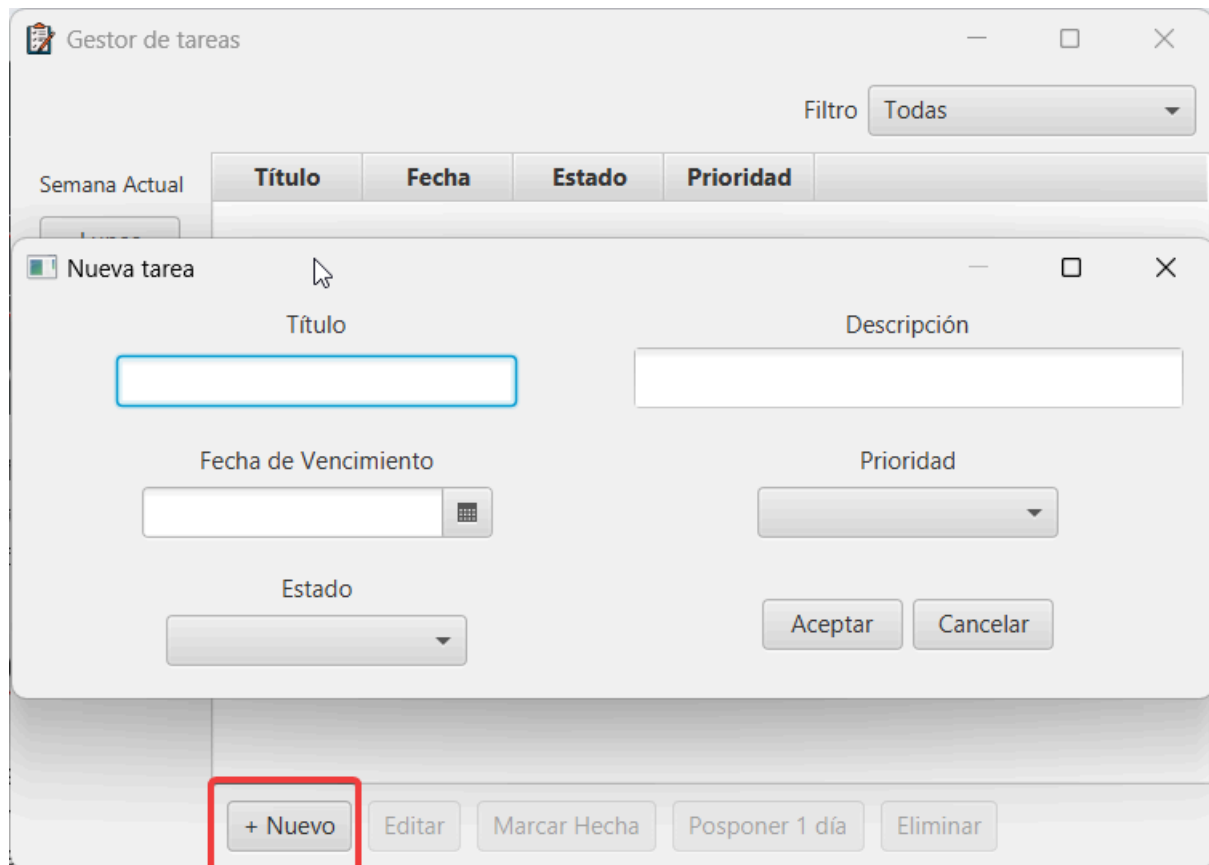 Gestor de tareas
Filtro Todas
Semana Actual
Título Fecha Estado Prioridad
Nueva tarea
Título Descripción
Fecha de Vencimiento Prioridad
Estado
Aceptar Cancelar
+ Nuevo Editar Marcar Hecha Posponer 1 día Eliminar